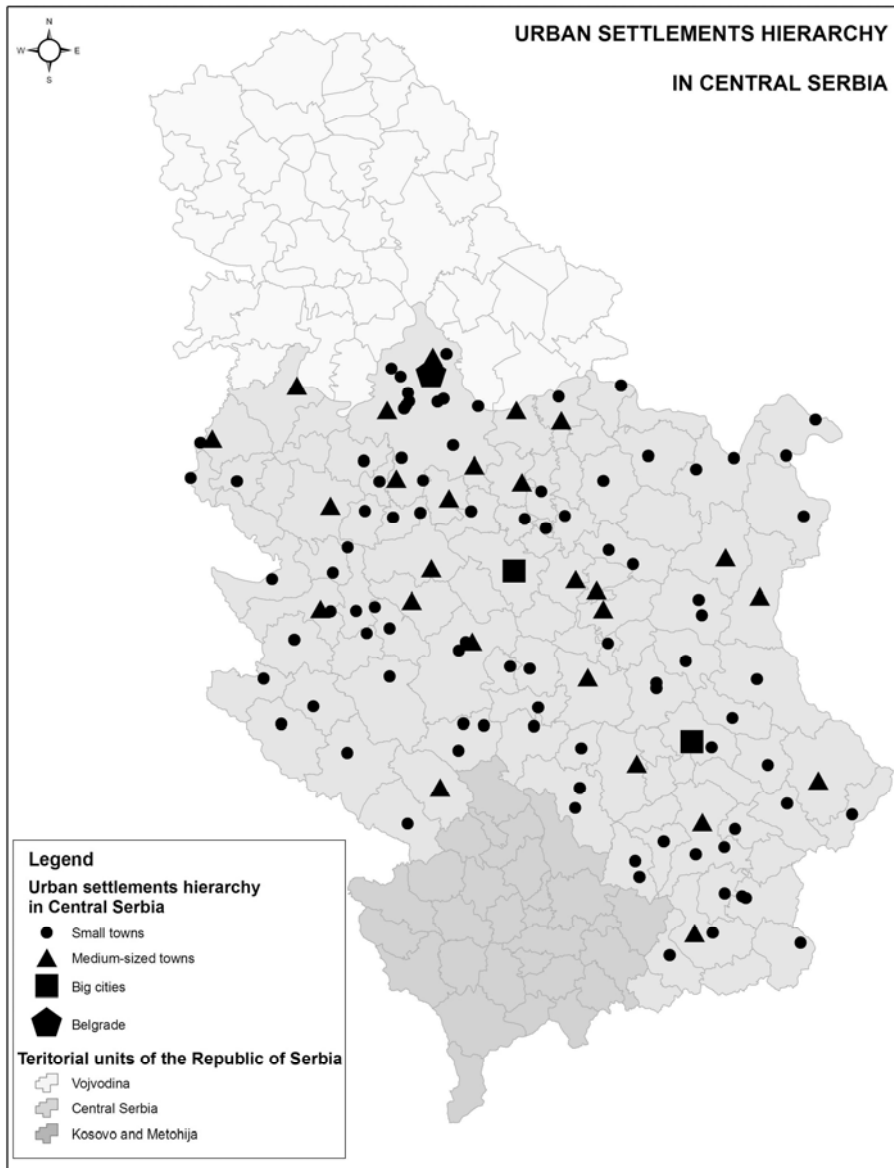 URBAN SETTLEMENTS HIERARCHY
IN CENTRAL SERBIA
N
W
E
S
Legend
Urban settlements hierarchy
in Central Serbia
Small towns
Medium-sized towns
Big cities
Belgrade
Teritorial units of the Republic of Serbia
Vojvodina
Central Serbia
Kosovo and Metohija